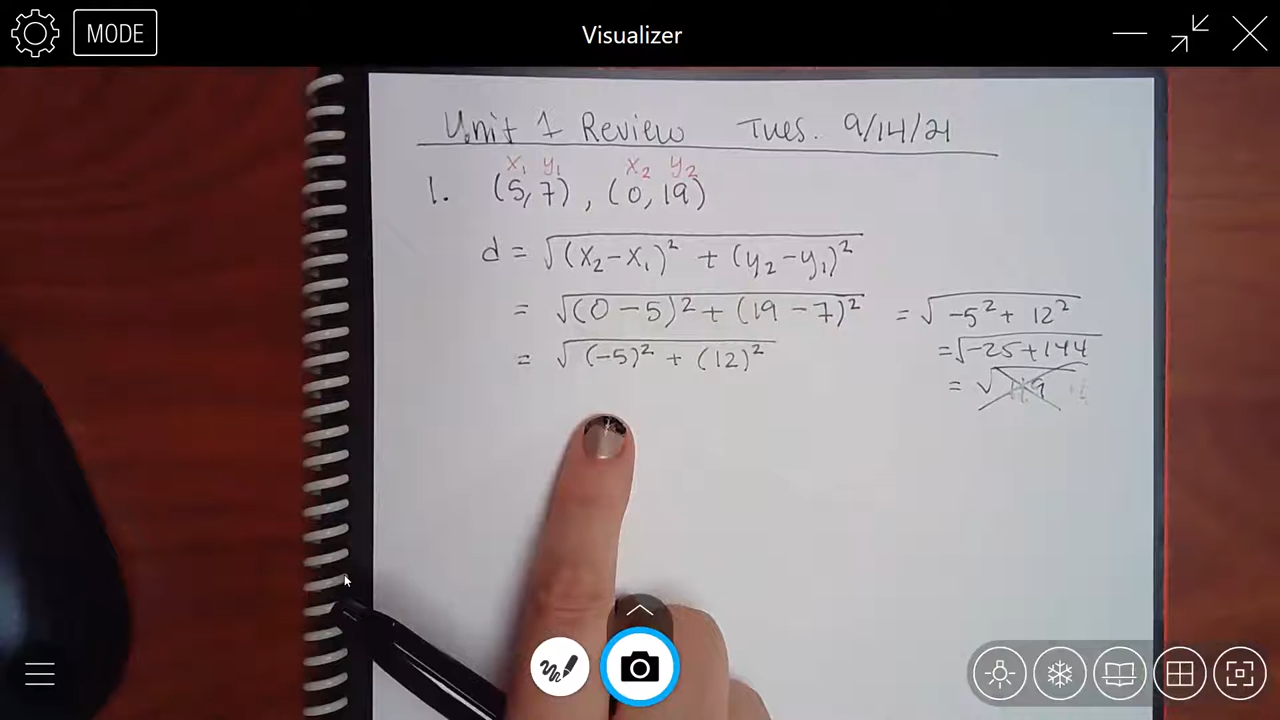 MODE
Visualizer
Unit 1 Review Tues. 9/14/21
x₁ y₁ x₂ y₂
1. (5,7), (0,19)
d = √(x₂-x₁)² + (y₂-y₁)²
= √(0-5)² + (19-7)²
= √(-5)² + (12)²
= √-5² + 12²
= √-25+144
= √119